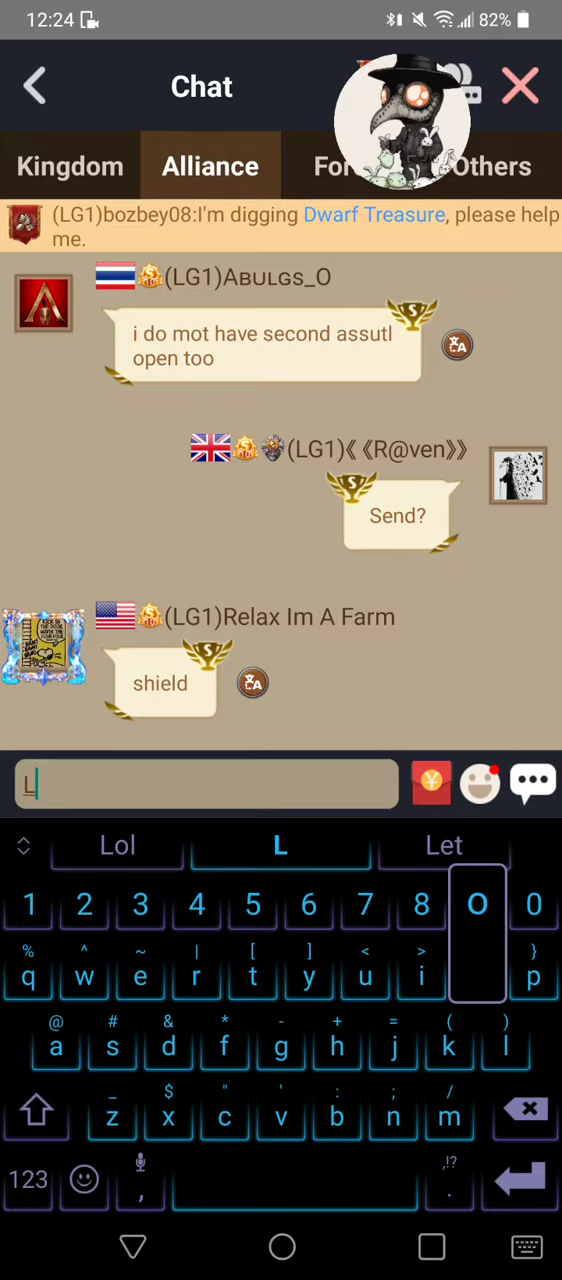 12:24 82%
Chat
Kingdom Alliance For Others
(LG1)bozbey08:I'm digging Dwarf Treasure, please help
me.
(LG1)Aʙᴜʟɢs_O
i do mot have second assutl
open too
(LG1)《《R@ven》》
Send?
(LG1)Relax Im A Farm
shield
L
Lol L Let
1 2 3 4 5 6 7 8 O 0
% ^ ~ | [ ] < > }
q w e r t y u i p
@ # & * - + = ( )
a s d f g h j k l
_ $ " ' : ; /
z x c v b n m
,!?
123 , .